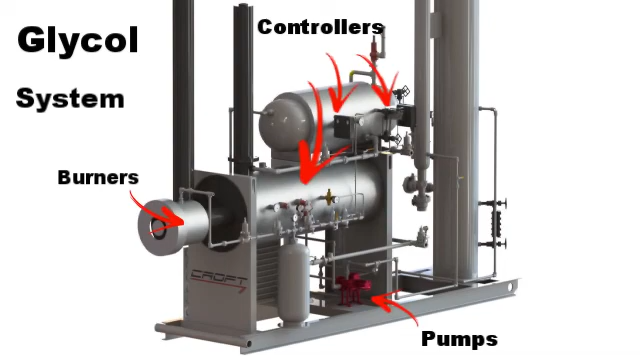 Glycol
System
Controllers
Burners
Pumps
CROFT